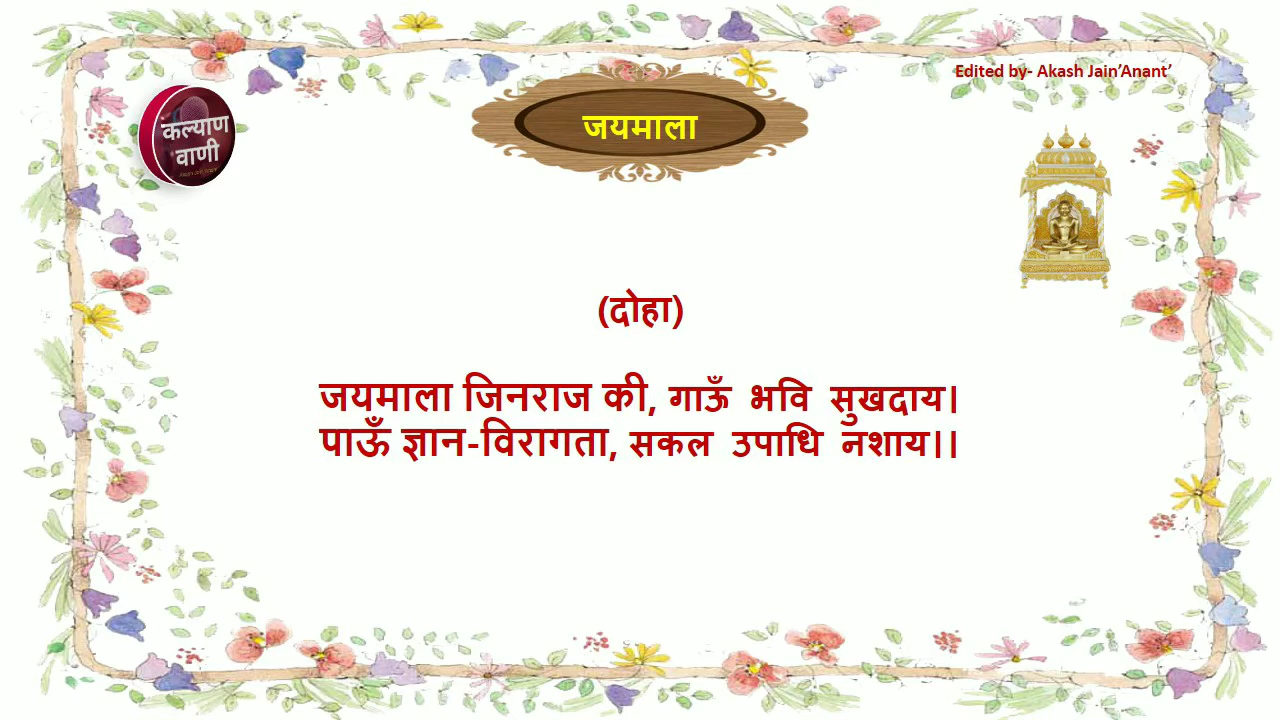 Edited by- Akash Jain’Anant’
कल्याण
वाणी
जयमाला
(दोहा)
जयमाला जिनराज की, गाऊँ भवि सुखदाय।
पाऊँ ज्ञान-विरागता, सकल उपाधि नशाय।।